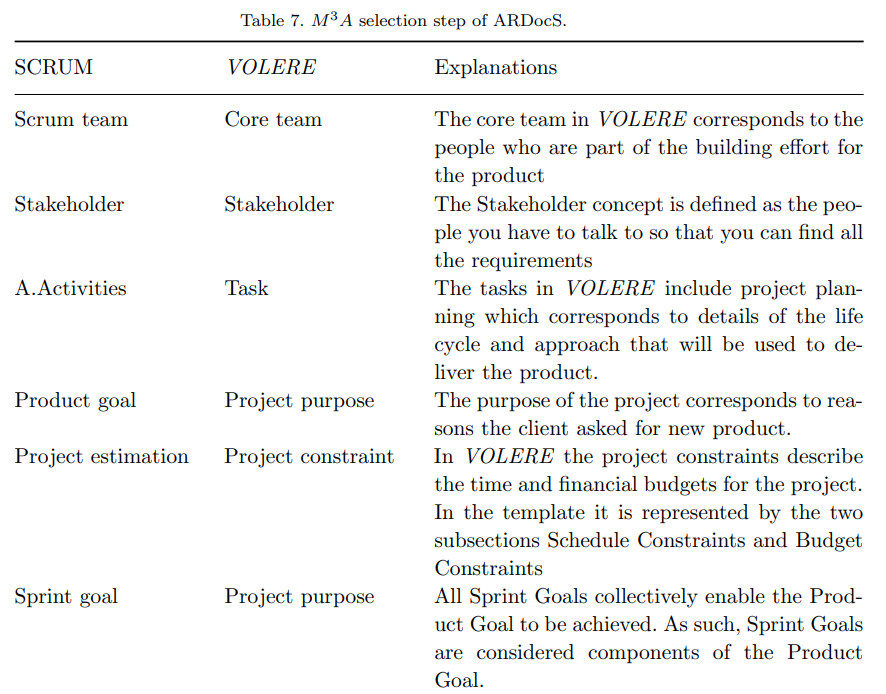 Table 7. M³A selection step of ARDocS.
SCRUM VOLERE Explanations
Scrum team Core team The core team in VOLERE corresponds to the
people who are part of the building effort for
the product
Stakeholder Stakeholder The Stakeholder concept is defined as the peo-
ple you have to talk to so that you can find all
the requirements
A.Activities Task The tasks in VOLERE include project plan-
ning which corresponds to details of the life
cycle and approach that will be used to de-
liver the product.
Product goal Project purpose The purpose of the project corresponds to rea-
sons the client asked for new product.
Project estimation Project constraint In VOLERE the project constraints describe
the time and financial budgets for the project.
In the template it is represented by the two
subsections Schedule Constraints and Budget
Constraints
Sprint goal Project purpose All Sprint Goals collectively enable the Prod-
uct Goal to be achieved. As such, Sprint Goals
are considered components of the Product
Goal.